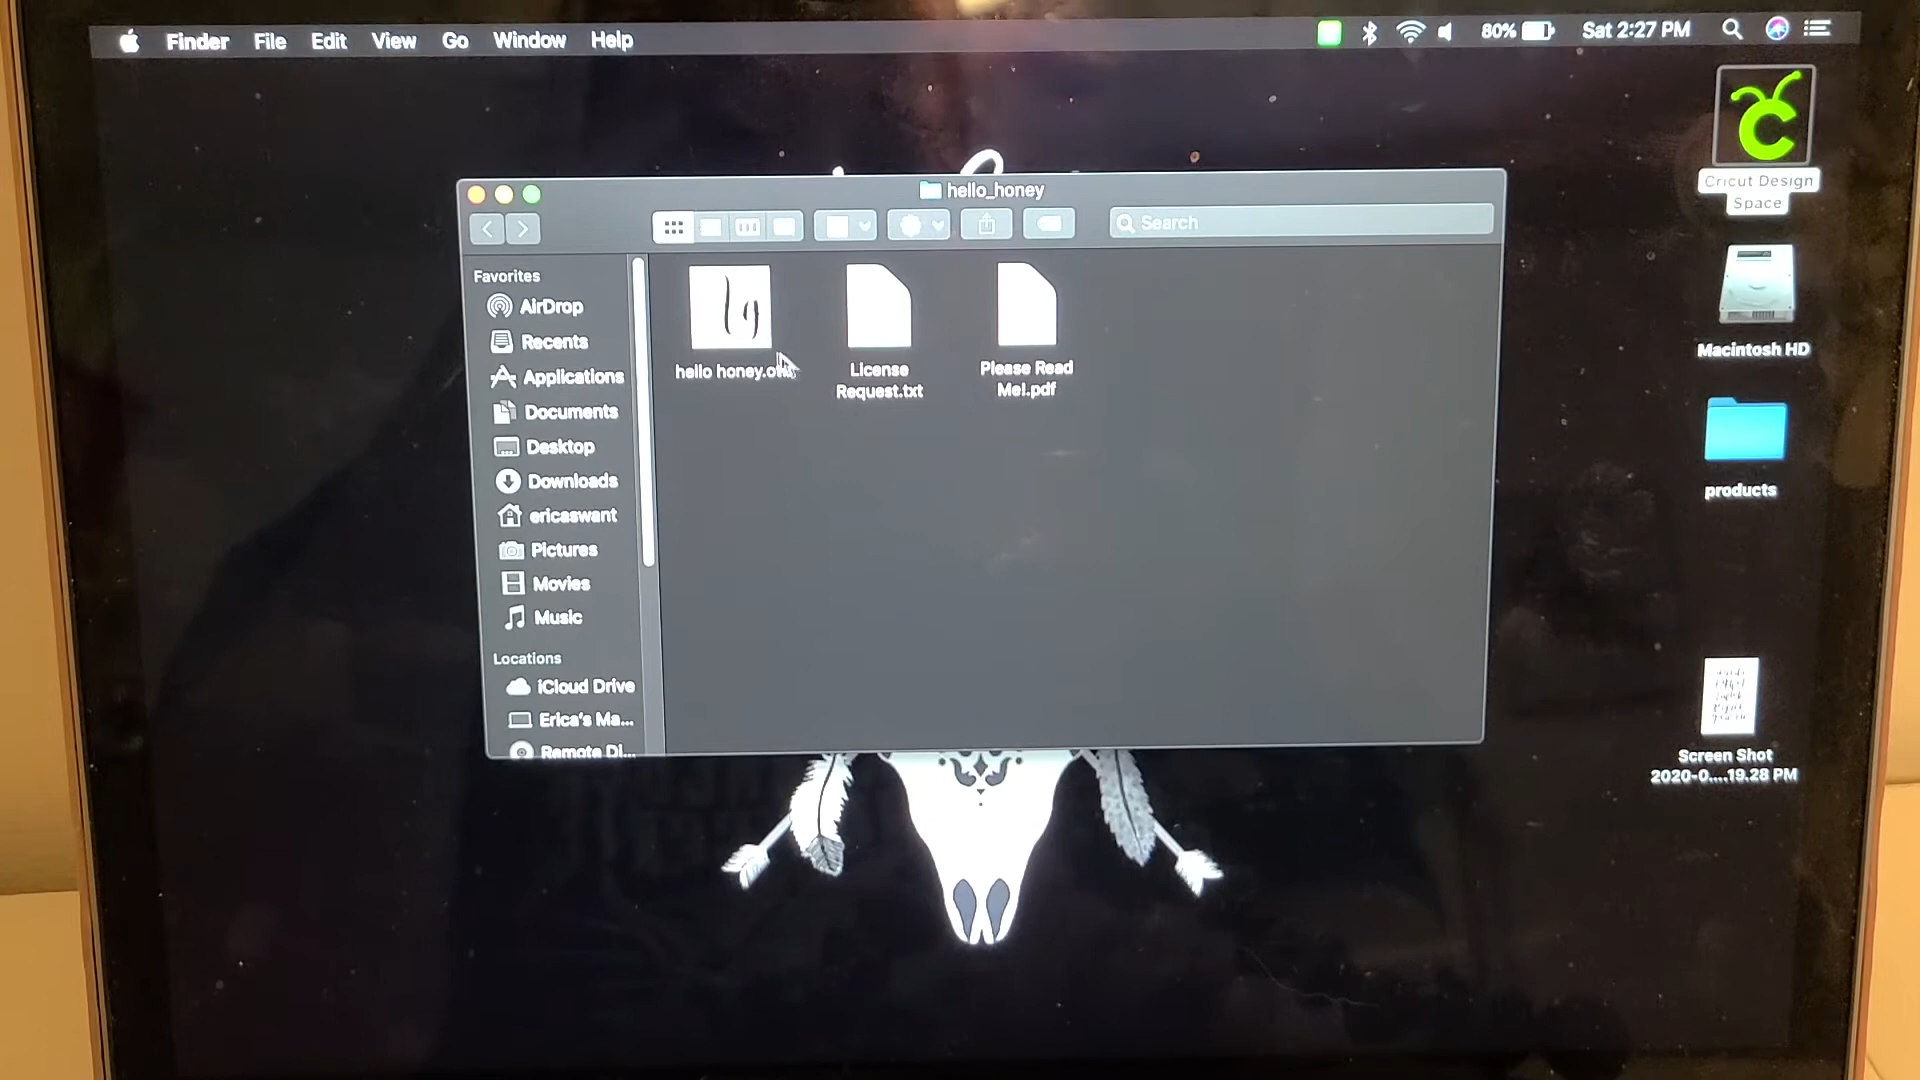 Finder File Edit View Go Window Help
80% Sat 2:27 PM
hello_honey
Search
Favorites
AirDrop
Recents
Applications
Documents
Desktop
Downloads
ericaswant
Pictures
Movies
Music
Locations
iCloud Drive
Erica's Ma...
Remote Di...
hello
License
Request.txt
Please Read
Me!.pdf
Cricut Design
Space
Macintosh HD
products
Screen Shot
2020-0....19.28 PM